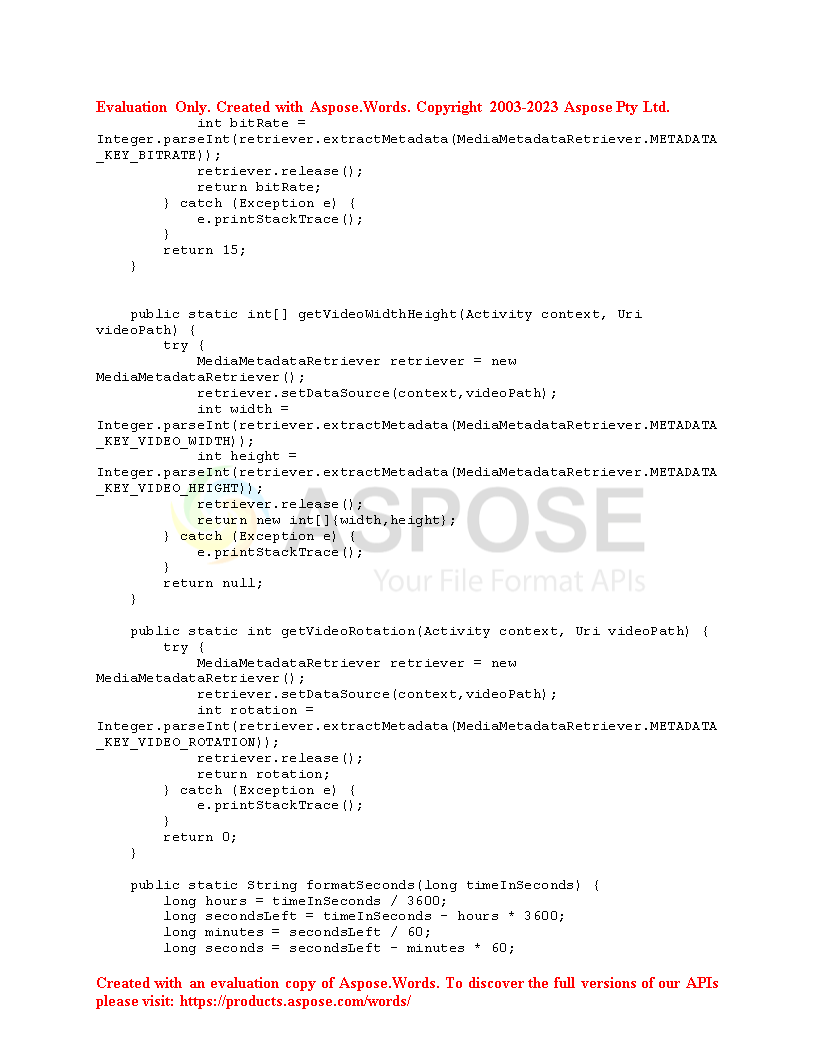 Evaluation Only. Created with Aspose.Words. Copyright 2003-2023 Aspose Pty Ltd.
            int bitRate =
Integer.parseInt(retriever.extractMetadata(MediaMetadataRetriever.METADATA
_KEY_BITRATE));
            retriever.release();
            return bitRate;
        } catch (Exception e) {
            e.printStackTrace();
        }
        return 15;
    }

    public static int[] getVideoWidthHeight(Activity context, Uri
videoPath) {
        try {
            MediaMetadataRetriever retriever = new
MediaMetadataRetriever();
            retriever.setDataSource(context,videoPath);
            int width =
Integer.parseInt(retriever.extractMetadata(MediaMetadataRetriever.METADATA
_KEY_VIDEO_WIDTH));
            int height =
Integer.parseInt(retriever.extractMetadata(MediaMetadataRetriever.METADATA
_KEY_VIDEO_HEIGHT));
            retriever.release();
            return new int[]{width,height};
        } catch (Exception e) {
            e.printStackTrace();
        }
        return null;
    }
ASPOSE
Your File Format APIs

    public static int getVideoRotation(Activity context, Uri videoPath) {
        try {
            MediaMetadataRetriever retriever = new
MediaMetadataRetriever();
            retriever.setDataSource(context,videoPath);
            int rotation =
Integer.parseInt(retriever.extractMetadata(MediaMetadataRetriever.METADATA
_KEY_VIDEO_ROTATION));
            retriever.release();
            return rotation;
        } catch (Exception e) {
            e.printStackTrace();
        }
        return 0;
    }

    public static String formatSeconds(long timeInSeconds) {
        long hours = timeInSeconds / 3600;
        long secondsLeft = timeInSeconds - hours * 3600;
        long minutes = secondsLeft / 60;
        long seconds = secondsLeft - minutes * 60;

Created with an evaluation copy of Aspose.Words. To discover the full versions of our APIs
please visit: https://products.aspose.com/words/